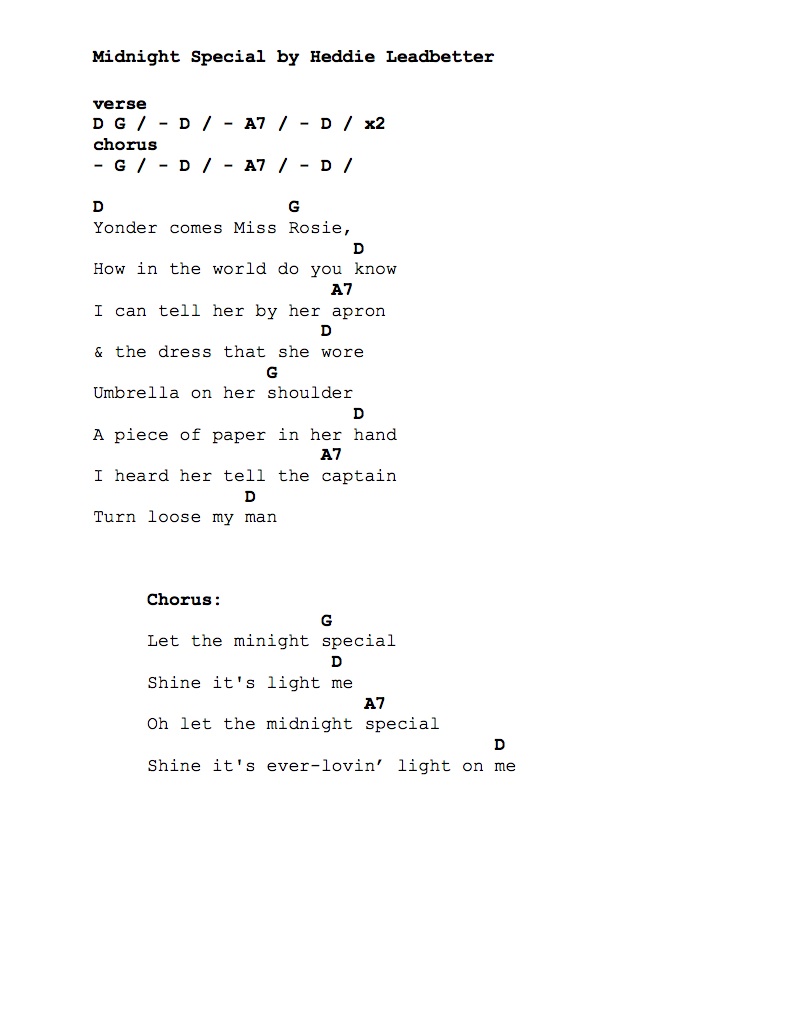 Midnight Special by Heddie Leadbetter
verse
D G / - D / - A7 / - D / x2
chorus
- G / - D / - A7 / - D /
D G
Yonder comes Miss Rosie,
D
How in the world do you know
A7
I can tell her by her apron
D
& the dress that she wore
G
Umbrella on her shoulder
D
A piece of paper in her hand
A7
I heard her tell the captain
D
Turn loose my man
Chorus:
G
Let the minight special
D
Shine it's light me
A7
Oh let the midnight special
D
Shine it's ever-lovin’ light on me